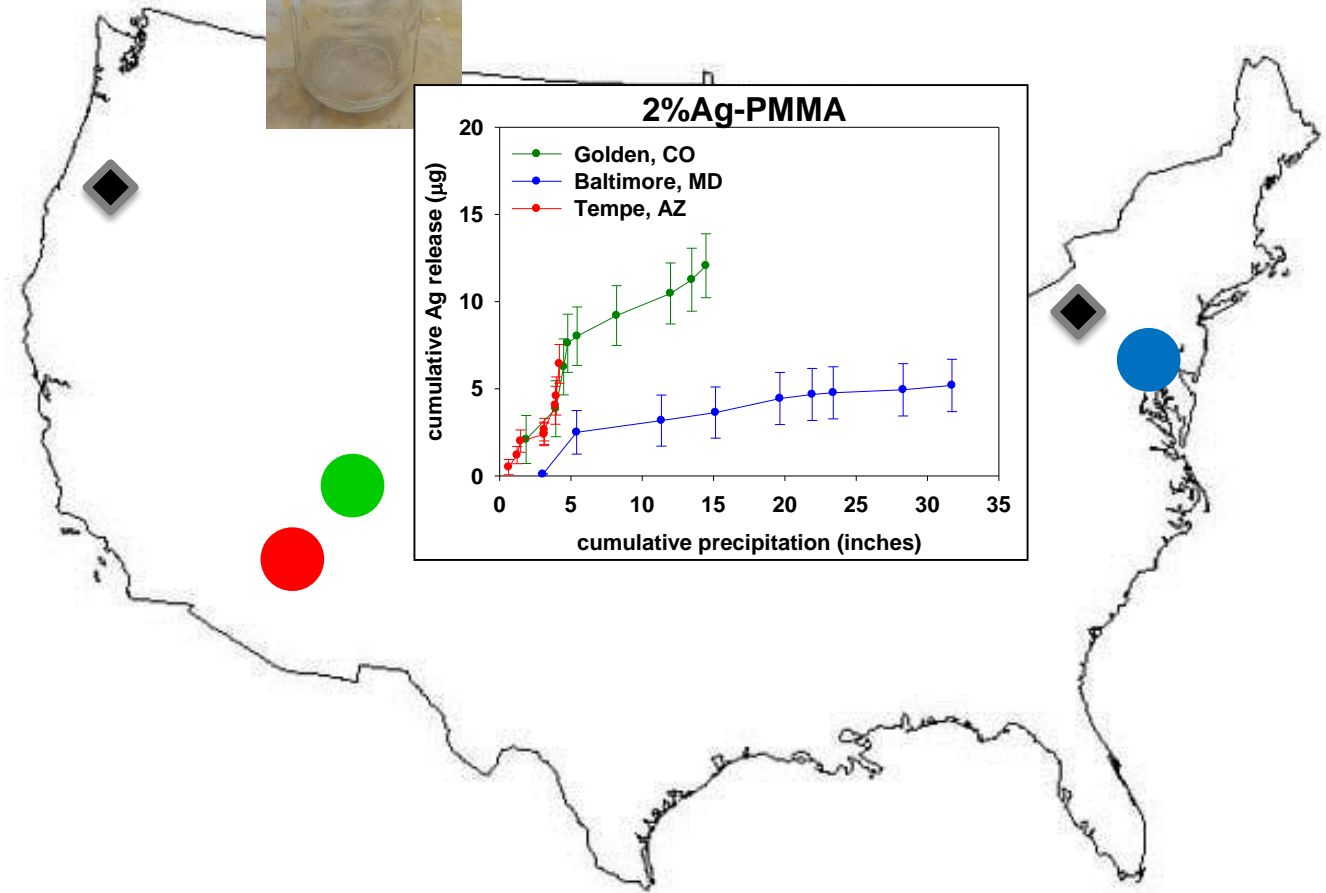 2%Ag-PMMA
20
15
10
5
0
cumulative Ag release (µg)
Golden, CO
Baltimore, MD
Tempe, AZ
0 5 10 15 20 25 30 35
cumulative precipitation (inches)